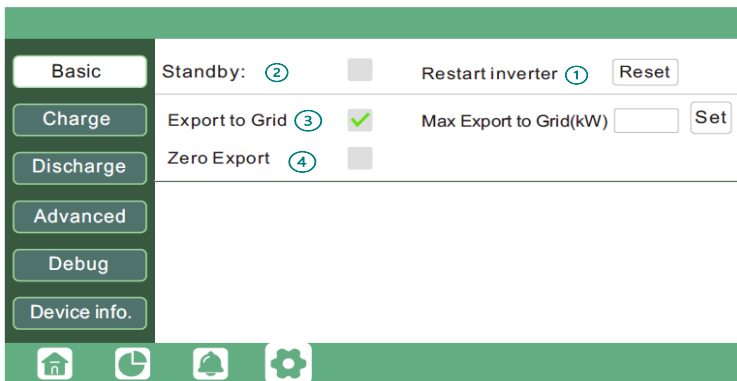 Basic
Standby: 2
Restart inverter 1 Reset
Charge
Export to Grid 3
Max Export to Grid(kW) Set
Discharge
Zero Export 4
Advanced
Debug
Device info.